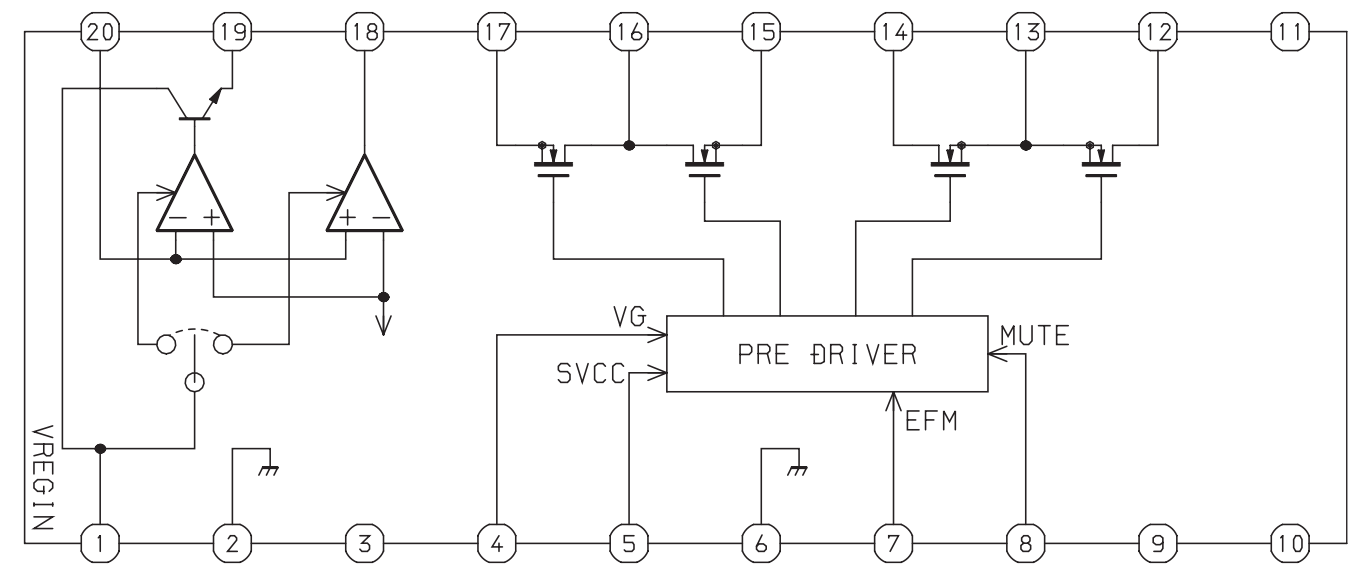 20 19 18 17 16 15 14 13 12 11
− +
+ −
VG
MUTE
PRE DRIVER
SVCC
EFM
VREGIN
1 2 3 4 5 6 7 8 9 10